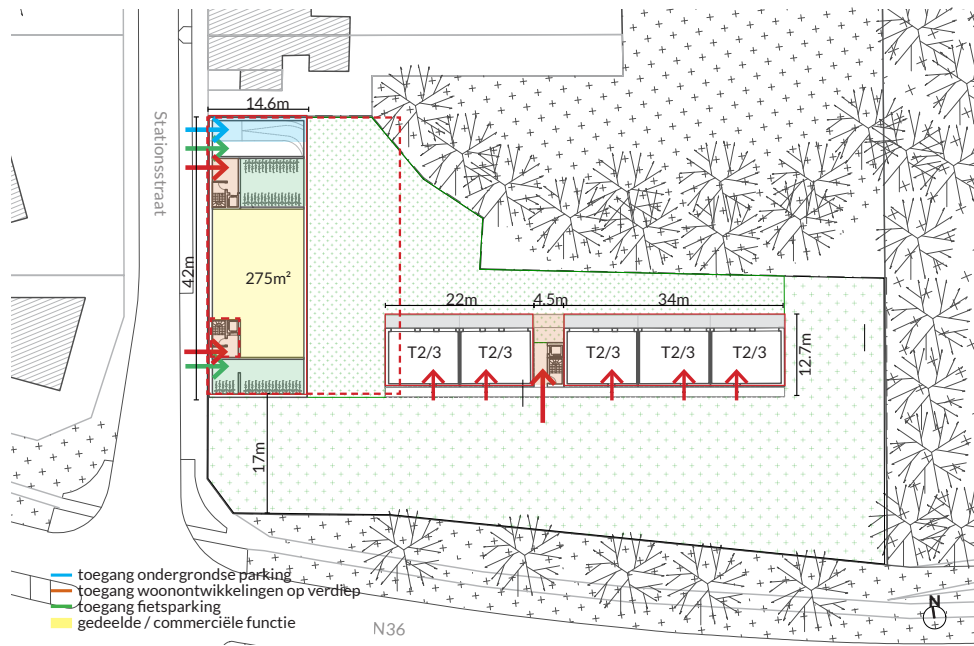 14.6m
Stationsstraat
42m
275m²
22m
4.5m
34m
T2/3
T2/3
T2/3
T2/3
T2/3
12.7m
17m
toegang ondergrondse parking
toegang woonontwikkelingen op verdiep
toegang fietsparking
gedeelde / commerciële functie
N36
N